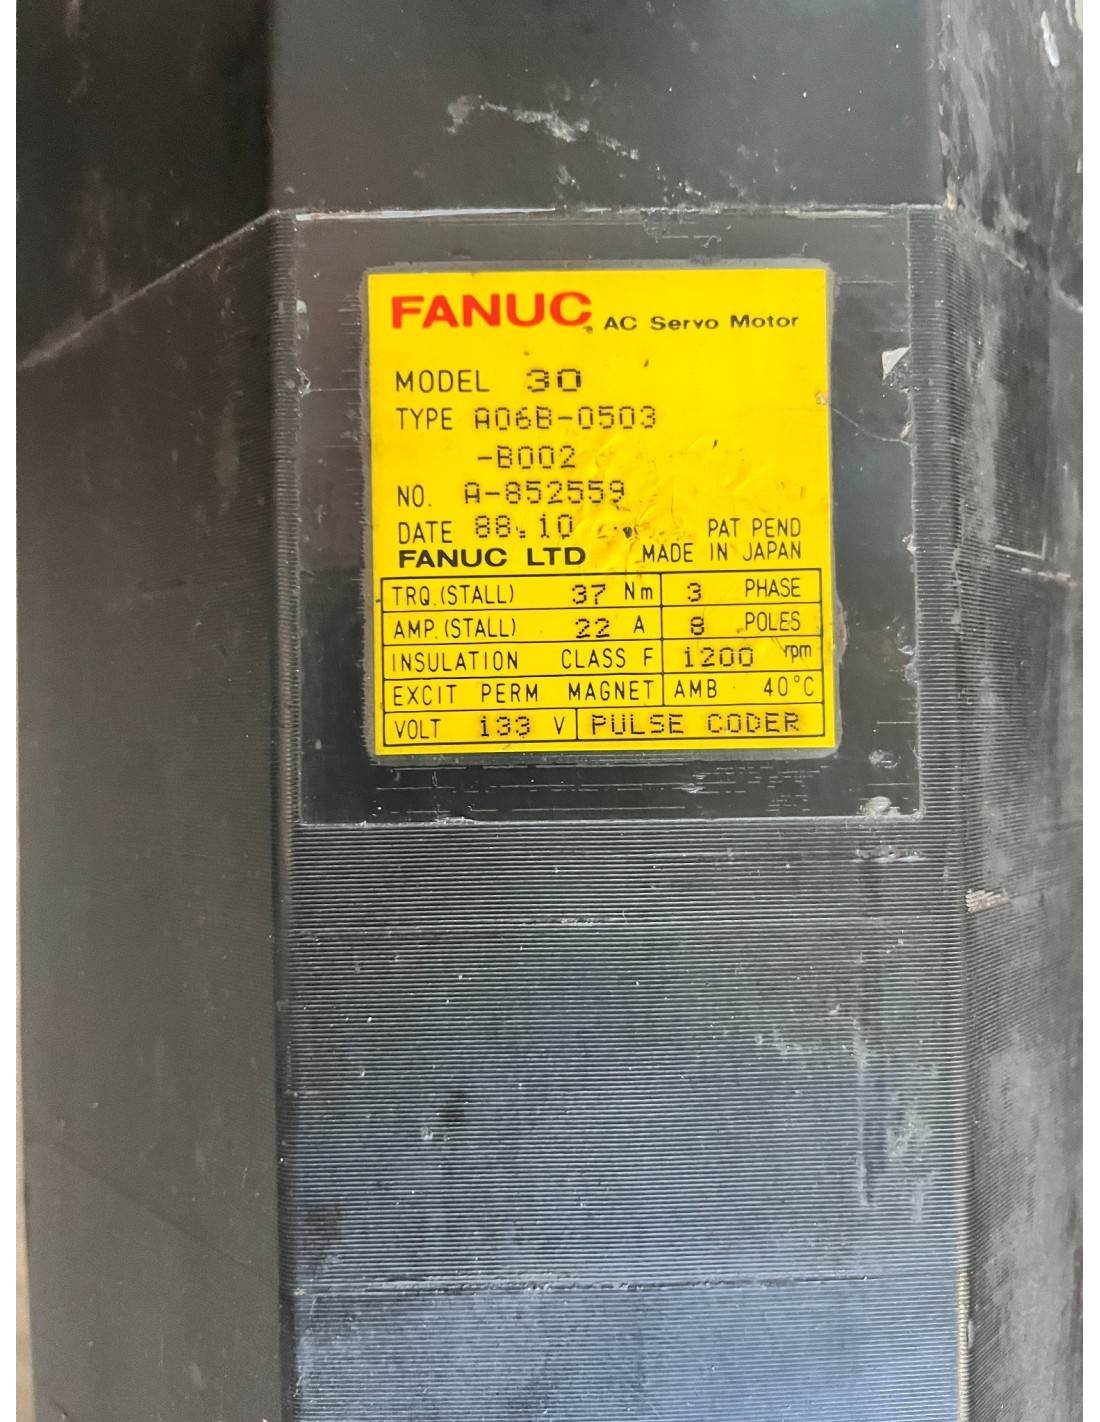 FANUC AC Servo Motor
MODEL 30
TYPE A06B-0503
-B002
NO. A-852559
DATE 88.10 PAT PEND
FANUC LTD MADE IN JAPAN
TRQ.(STALL) 37 Nm 3 PHASE
AMP.(STALL) 22 A 8 POLES
INSULATION CLASS F 1200 rpm
EXCIT PERM MAGNET AMB 40°C
VOLT 133 V PULSE CODER